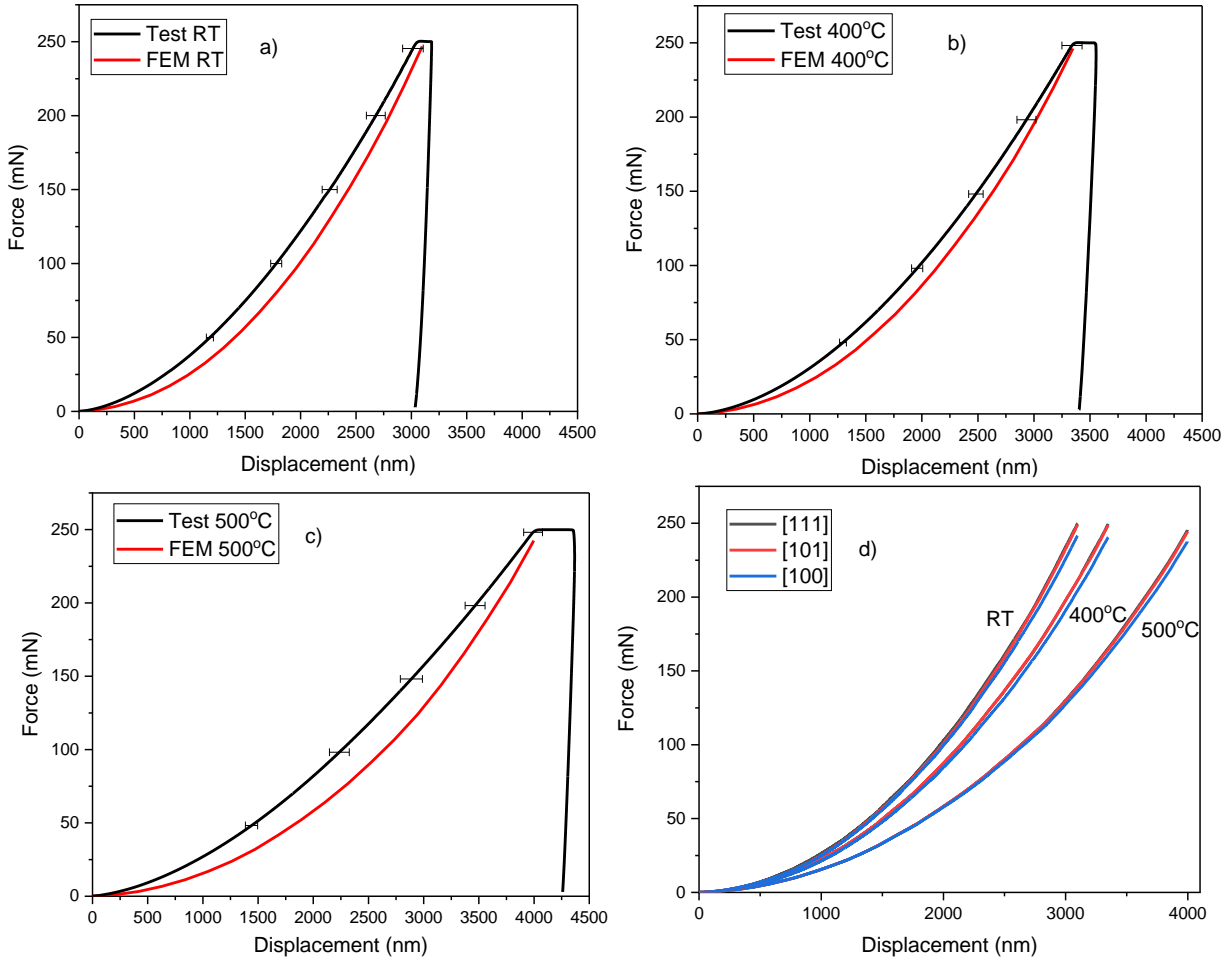 Test RT
FEM RT
a)
Force (mN)
0
50
100
150
200
250
0
500
1000
1500
2000
2500
3000
3500
4000
4500
Displacement (nm)
Test 400°C
FEM 400°C
b)
Force (mN)
0
50
100
150
200
250
0
500
1000
1500
2000
2500
3000
3500
4000
4500
Displacement (nm)
Test 500°C
FEM 500°C
c)
Force (mN)
0
50
100
150
200
250
0
500
1000
1500
2000
2500
3000
3500
4000
4500
Displacement (nm)
[111]
[101]
[100]
d)
RT
400°C
500°C
Force (mN)
0
50
100
150
200
250
0
1000
2000
3000
4000
Displacement (nm)